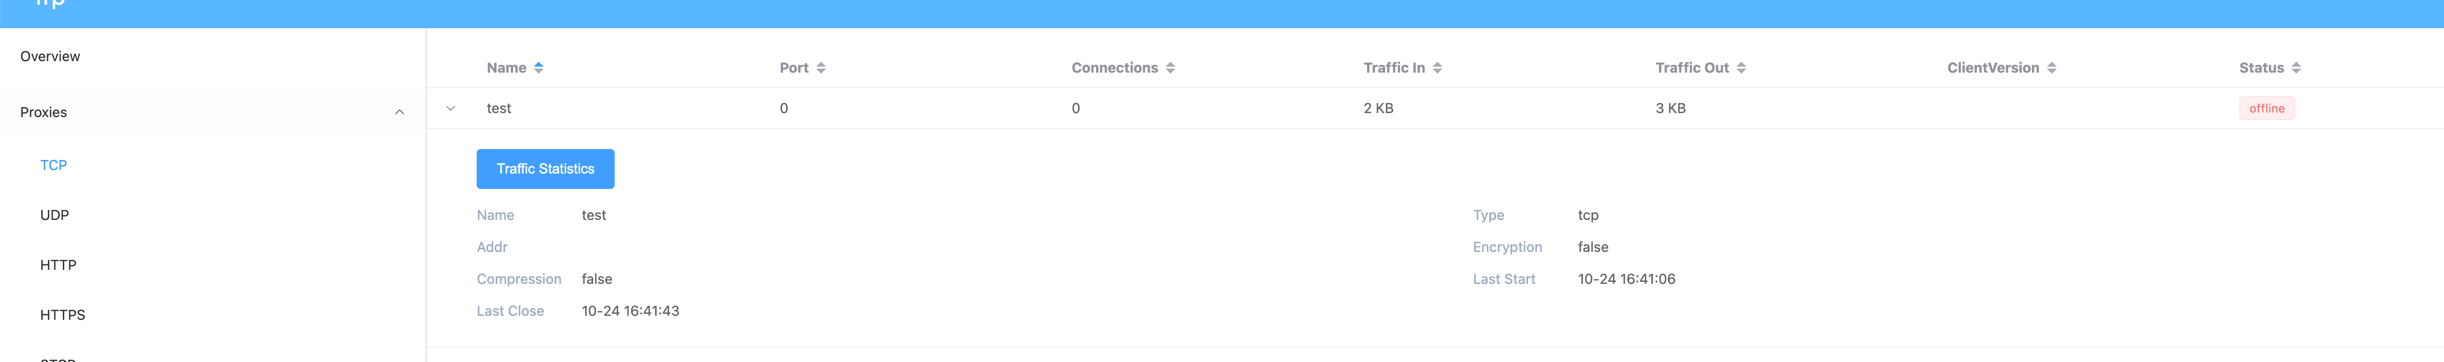 frp
Overview
Proxies
TCP
UDP
HTTP
HTTPS
Name Port Connections Traffic In Traffic Out ClientVersion Status
test 0 0 2 KB 3 KB offline
Traffic Statistics
Name test Type tcp
Addr Encryption false
Compression false Last Start 10-24 16:41:06
Last Close 10-24 16:41:43